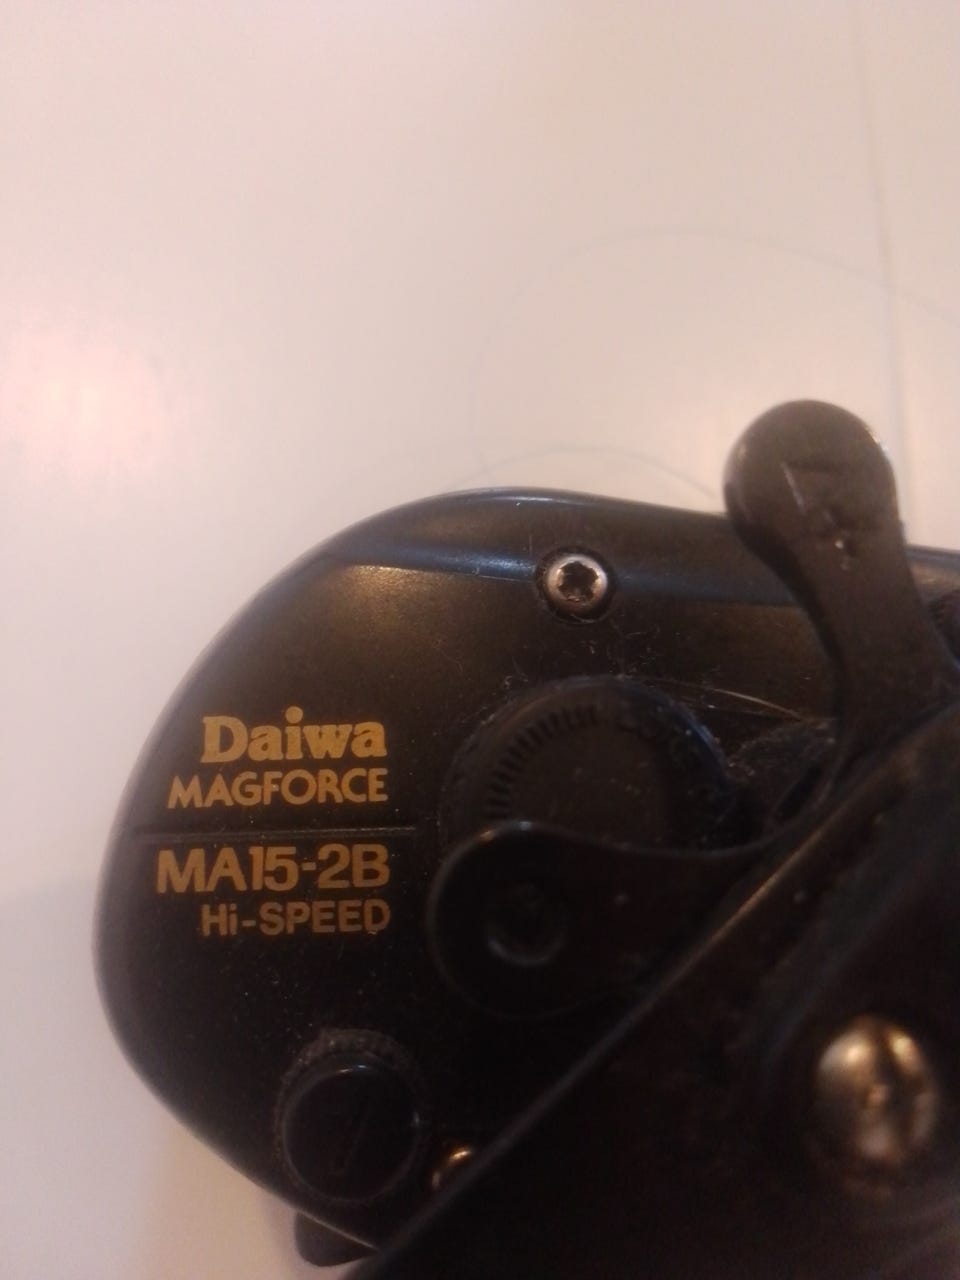 Daiwa
MAGFORCE
MA15-2B
Hi-SPEED